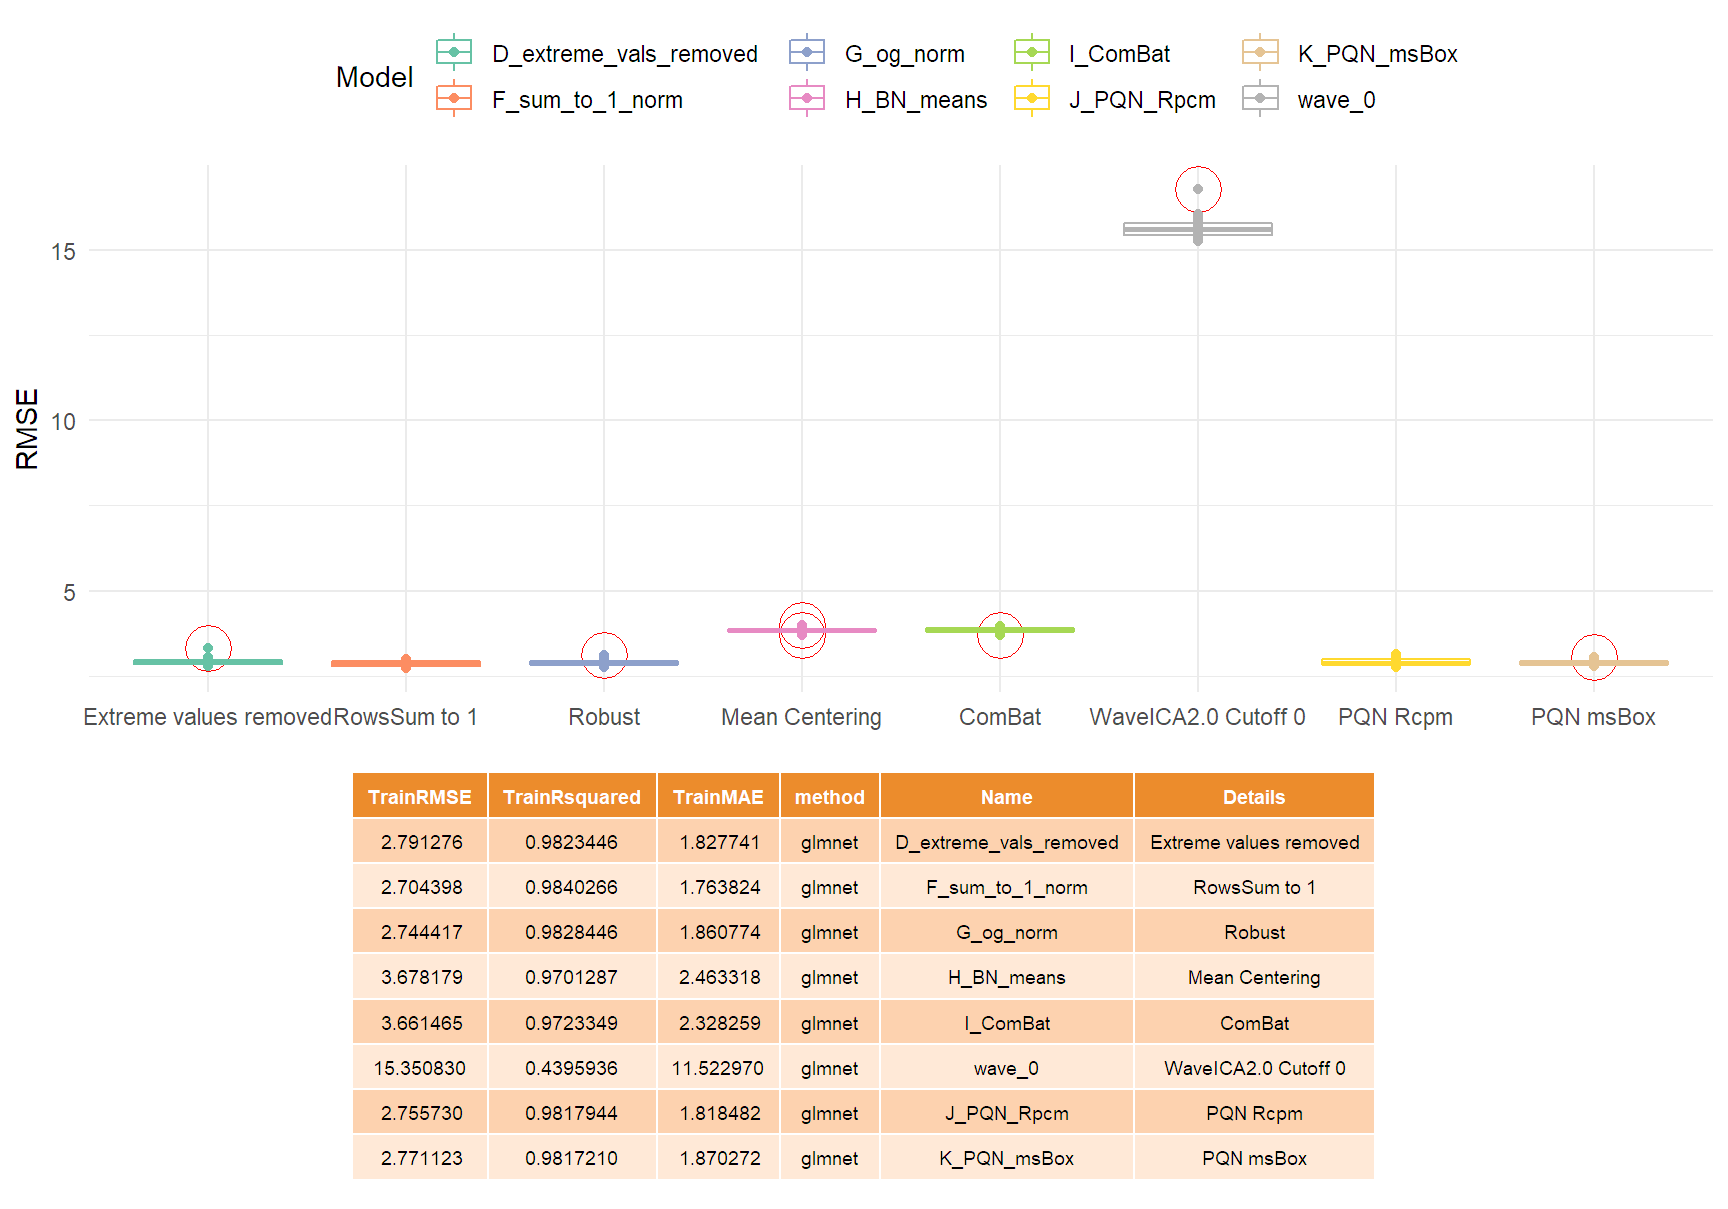 Model
D_extreme_vals_removed G_og_norm I_ComBat K_PQN_msBox
F_sum_to_1_norm H_BN_means J_PQN_Rpcm wave_0
RMSE
15
10
5
Extreme values removed RowsSum to 1 Robust Mean Centering ComBat WaveICA2.0 Cutoff 0 PQN Rcpm PQN msBox
TrainRMSE TrainRsquared TrainMAE method Name Details
2.791276 0.9823446 1.827741 glmnet D_extreme_vals_removed Extreme values removed
2.704398 0.9840266 1.763824 glmnet F_sum_to_1_norm RowsSum to 1
2.744417 0.9828446 1.860774 glmnet G_og_norm Robust
3.678179 0.9701287 2.463318 glmnet H_BN_means Mean Centering
3.661465 0.9723349 2.328259 glmnet I_ComBat ComBat
15.350830 0.4395936 11.522970 glmnet wave_0 WaveICA2.0 Cutoff 0
2.755730 0.9817944 1.818482 glmnet J_PQN_Rpcm PQN Rcpm
2.771123 0.9817210 1.870272 glmnet K_PQN_msBox PQN msBox